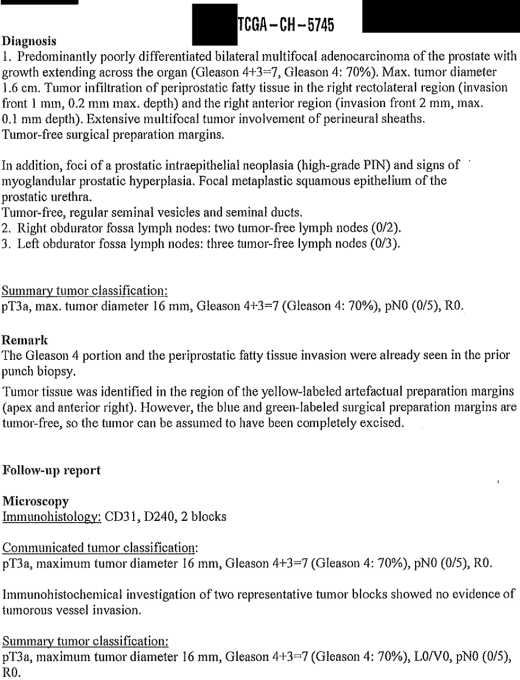 TCGA-CH-5745
Diagnosis
1. Predominantly poorly differentiated bilateral multifocal adenocarcinoma of the prostate with
growth extending across the organ (Gleason 4+3=7, Gleason 4: 70%). Max. tumor diameter
1.6 cm. Tumor infiltration of periprostatic fatty tissue in the right rectolateral region (invasion
front 1 mm, 0.2 mm max. depth) and the right anterior region (invasion front 2 mm, max.
0.1 mm depth). Extensive multifocal tumor involvement of perineural sheaths.
Tumor-free surgical preparation margins.
In addition, foci of a prostatic intraepithelial neoplasia (high-grade PIN) and signs of
myoglandular prostatic hyperplasia. Focal metaplastic squamous epithelium of the
prostatic urethra.
Tumor-free, regular seminal vesicles and seminal ducts.
2. Right obdurator fossa lymph nodes: two tumor-free lymph nodes (0/2).
3. Left obdurator fossa lymph nodes: three tumor-free lymph nodes (0/3).
Summary tumor classification:
pT3a, max. tumor diameter 16 mm, Gleason 4+3=7 (Gleason 4: 70%), pN0 (0/5), R0.
Remark
The Gleason 4 portion and the periprostatic fatty tissue invasion were already seen in the prior
punch biopsy.
Tumor tissue was identified in the region of the yellow-labeled artefactual preparation margins
(apex and anterior right). However, the blue and green-labeled surgical preparation margins are
tumor-free, so the tumor can be assumed to have been completely excised.
Follow-up report
Microscopy
Immunohistology: CD31, D240, 2 blocks
Communicated tumor classification:
pT3a, maximum tumor diameter 16 mm, Gleason 4+3=7 (Gleason 4: 70%), pN0 (0/5), R0.
Immunohistochemical investigation of two representative tumor blocks showed no evidence of
tumorous vessel invasion.
Summary tumor classification:
pT3a, maximum tumor diameter 16 mm, Gleason 4+3=7 (Gleason 4: 70%), L0/V0, pN0 (0/5),
R0.